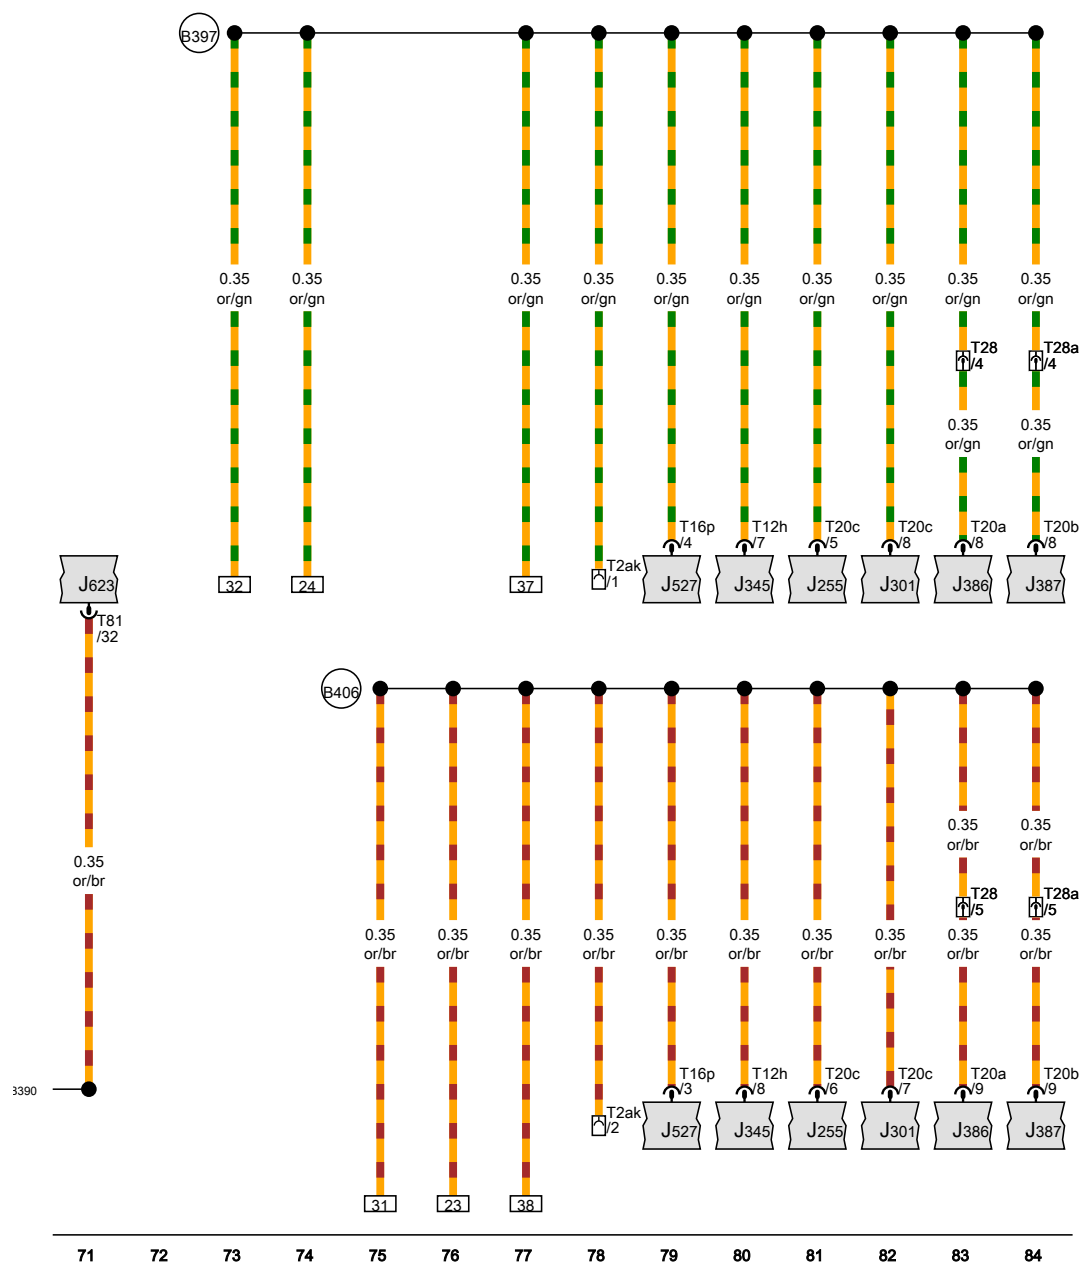 B397
0.35 0.35 0.35 0.35 0.35 0.35 0.35 0.35 0.35 0.35
or/gn or/gn or/gn or/gn or/gn or/gn or/gn or/gn or/gn or/gn
T28 T28a
/4 /4
0.35 0.35
or/gn or/gn
T16p T12h T20c T20c T20a T20b
/4 /7 /5 /8 /8 /8
T2ak
/1
J623 32 24 37 J527 J345 J255 J301 J386 J387
T81
/32
B406
0.35 0.35
or/br or/br
0.35
or/br
T28 T28a
/5 /5
0.35 0.35 0.35 0.35 0.35 0.35 0.35 0.35 0.35 0.35
or/br or/br or/br or/br or/br or/br or/br or/br or/br or/br
T16p T12h T20c T20c T20a T20b
/3 /8 /6 /7 /9 /9
T2ak
/2
J527 J345 J255 J301 J386 J387
31 23 38
71 72 73 74 75 76 77 78 79 80 81 82 83 84